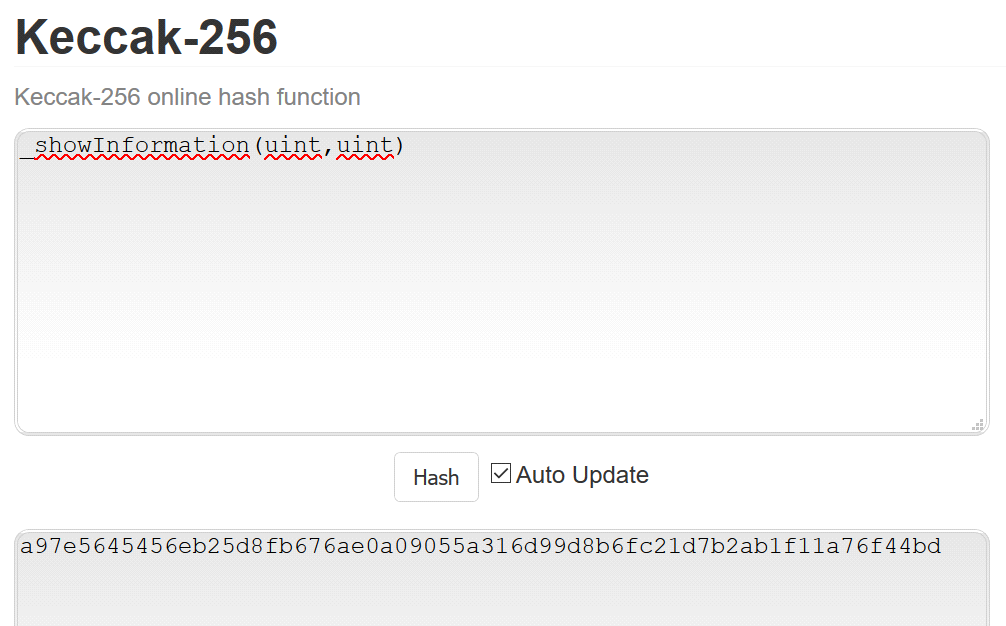 Keccak-256
Keccak-256 online hash function
_showInformation(uint,uint)
Hash
Auto Update
a97e5645456eb25d8fb676ae0a09055a316d99d8b6fc21d7b2ab1f11a76f44bd